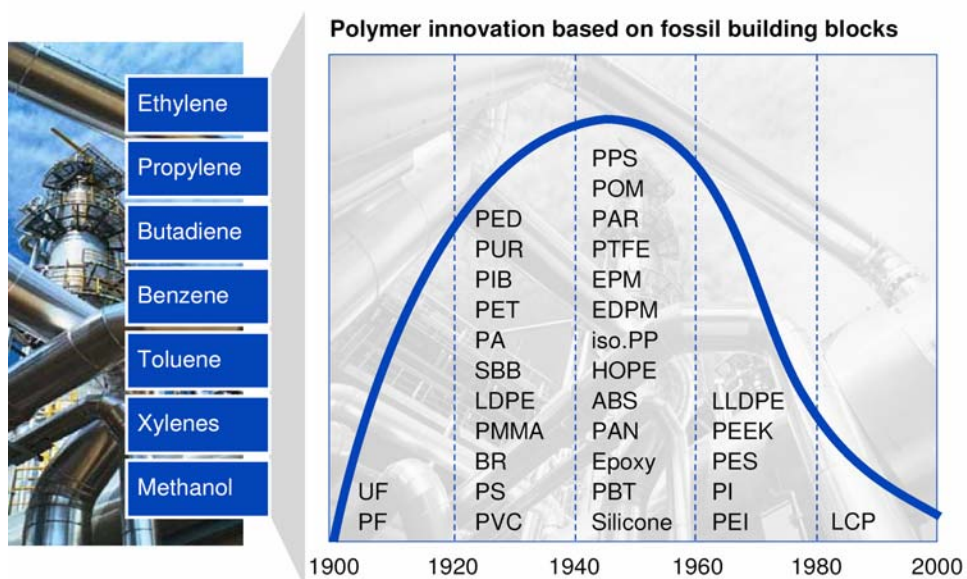 Polymer innovation based on fossil building blocks
Ethylene
Propylene
Butadiene
Benzene
Toluene
Xylenes
Methanol
UF
PF
PED
PUR
PIB
PET
PA
SBB
LDPE
PMMA
BR
PS
PVC
PPS
POM
PAR
PTFE
EPM
EDPM
iso.PP
HOPE
ABS
PAN
Epoxy
PBT
Silicone
LLDPE
PEEK
PES
PI
PEI
LCP
1900 1920 1940 1960 1980 2000